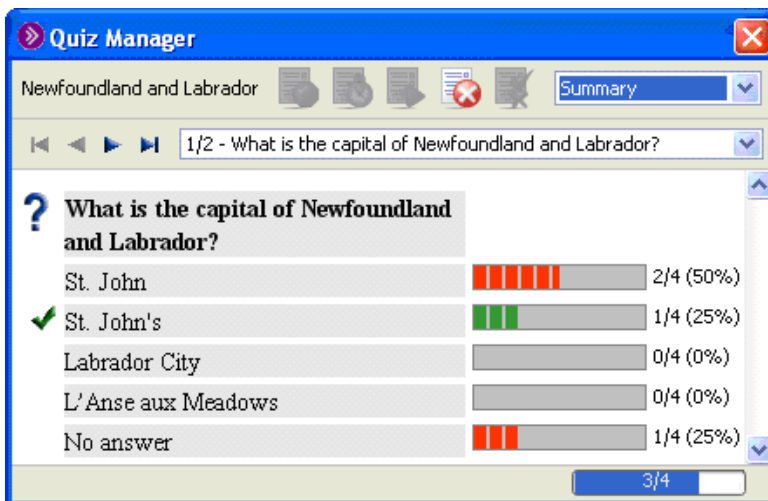 Quiz Manager
Newfoundland and Labrador Summary
1/2 - What is the capital of Newfoundland and Labrador?
? What is the capital of Newfoundland
and Labrador?
St. John 2/4 (50%)
St. John's 1/4 (25%)
Labrador City 0/4 (0%)
L'Anse aux Meadows 0/4 (0%)
No answer 1/4 (25%)
3/4